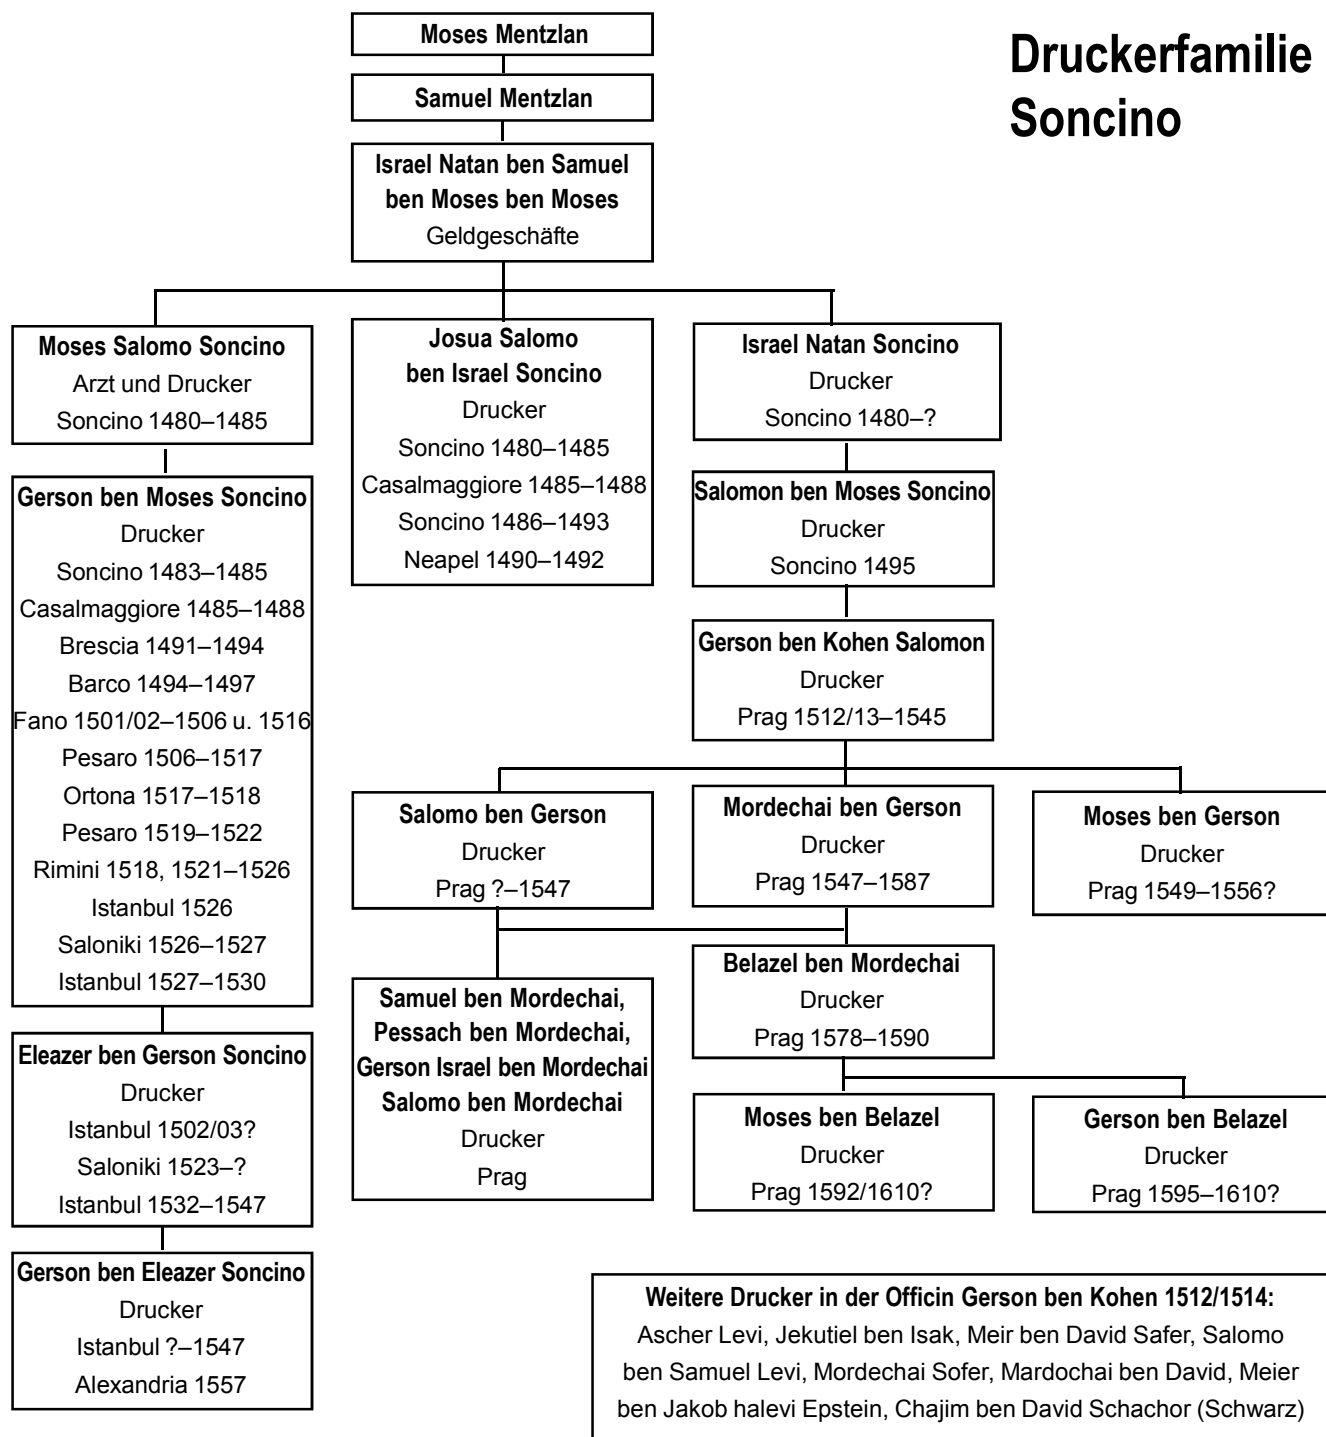 Druckerfamilie
Soncino
Moses Mentzlan
Samuel Mentzlan
Israel Natan ben Samuel
ben Moses ben Moses
Geldgeschäfte
Moses Salomo Soncino
Arzt und Drucker
Soncino 1480–1485
Josua Salomo
ben Israel Soncino
Drucker
Soncino 1480–1485
Casalmaggiore 1485–1488
Soncino 1486–1493
Neapel 1490–1492
Israel Natan Soncino
Drucker
Soncino 1480–?
Gerson ben Moses Soncino
Drucker
Soncino 1483–1485
Casalmaggiore 1485–1488
Brescia 1491–1494
Barco 1494–1497
Fano 1501/02–1506 u. 1516
Pesaro 1506–1517
Ortona 1517–1518
Pesaro 1519–1522
Rimini 1518, 1521–1526
Istanbul 1526
Saloniki 1526–1527
Istanbul 1527–1530
Salomon ben Moses Soncino
Drucker
Soncino 1495
Gerson ben Kohen Salomon
Drucker
Prag 1512/13–1545
Salomo ben Gerson
Drucker
Prag ?–1547
Mordechai ben Gerson
Drucker
Prag 1547–1587
Moses ben Gerson
Drucker
Prag 1549–1556?
Samuel ben Mordechai,
Pessach ben Mordechai,
Gerson Israel ben Mordechai
Salomo ben Mordechai
Drucker
Prag
Belazel ben Mordechai
Drucker
Prag 1578–1590
Eleazer ben Gerson Soncino
Drucker
Istanbul 1502/03?
Saloniki 1523–?
Istanbul 1532–1547
Moses ben Belazel
Drucker
Prag 1592/1610?
Gerson ben Belazel
Drucker
Prag 1595–1610?
Gerson ben Eleazer Soncino
Drucker
Istanbul ?–1547
Alexandria 1557
Weitere Drucker in der Officin Gerson ben Kohen 1512/1514:
Ascher Levi, Jekutiel ben Isak, Meir ben David Safer, Salomo
ben Samuel Levi, Mordechai Sofer, Mardochai ben David, Meier
ben Jakob halevi Epstein, Chajim ben David Schachor (Schwarz)